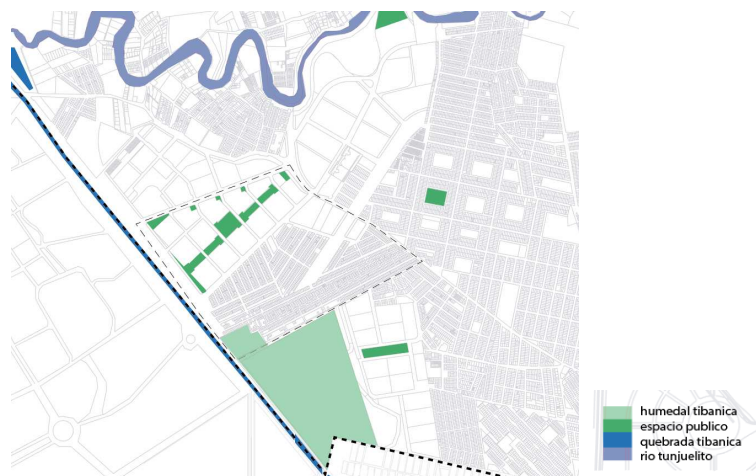 humedal tibanica
espacio publico
quebrada tibanica
rio tunjuelito